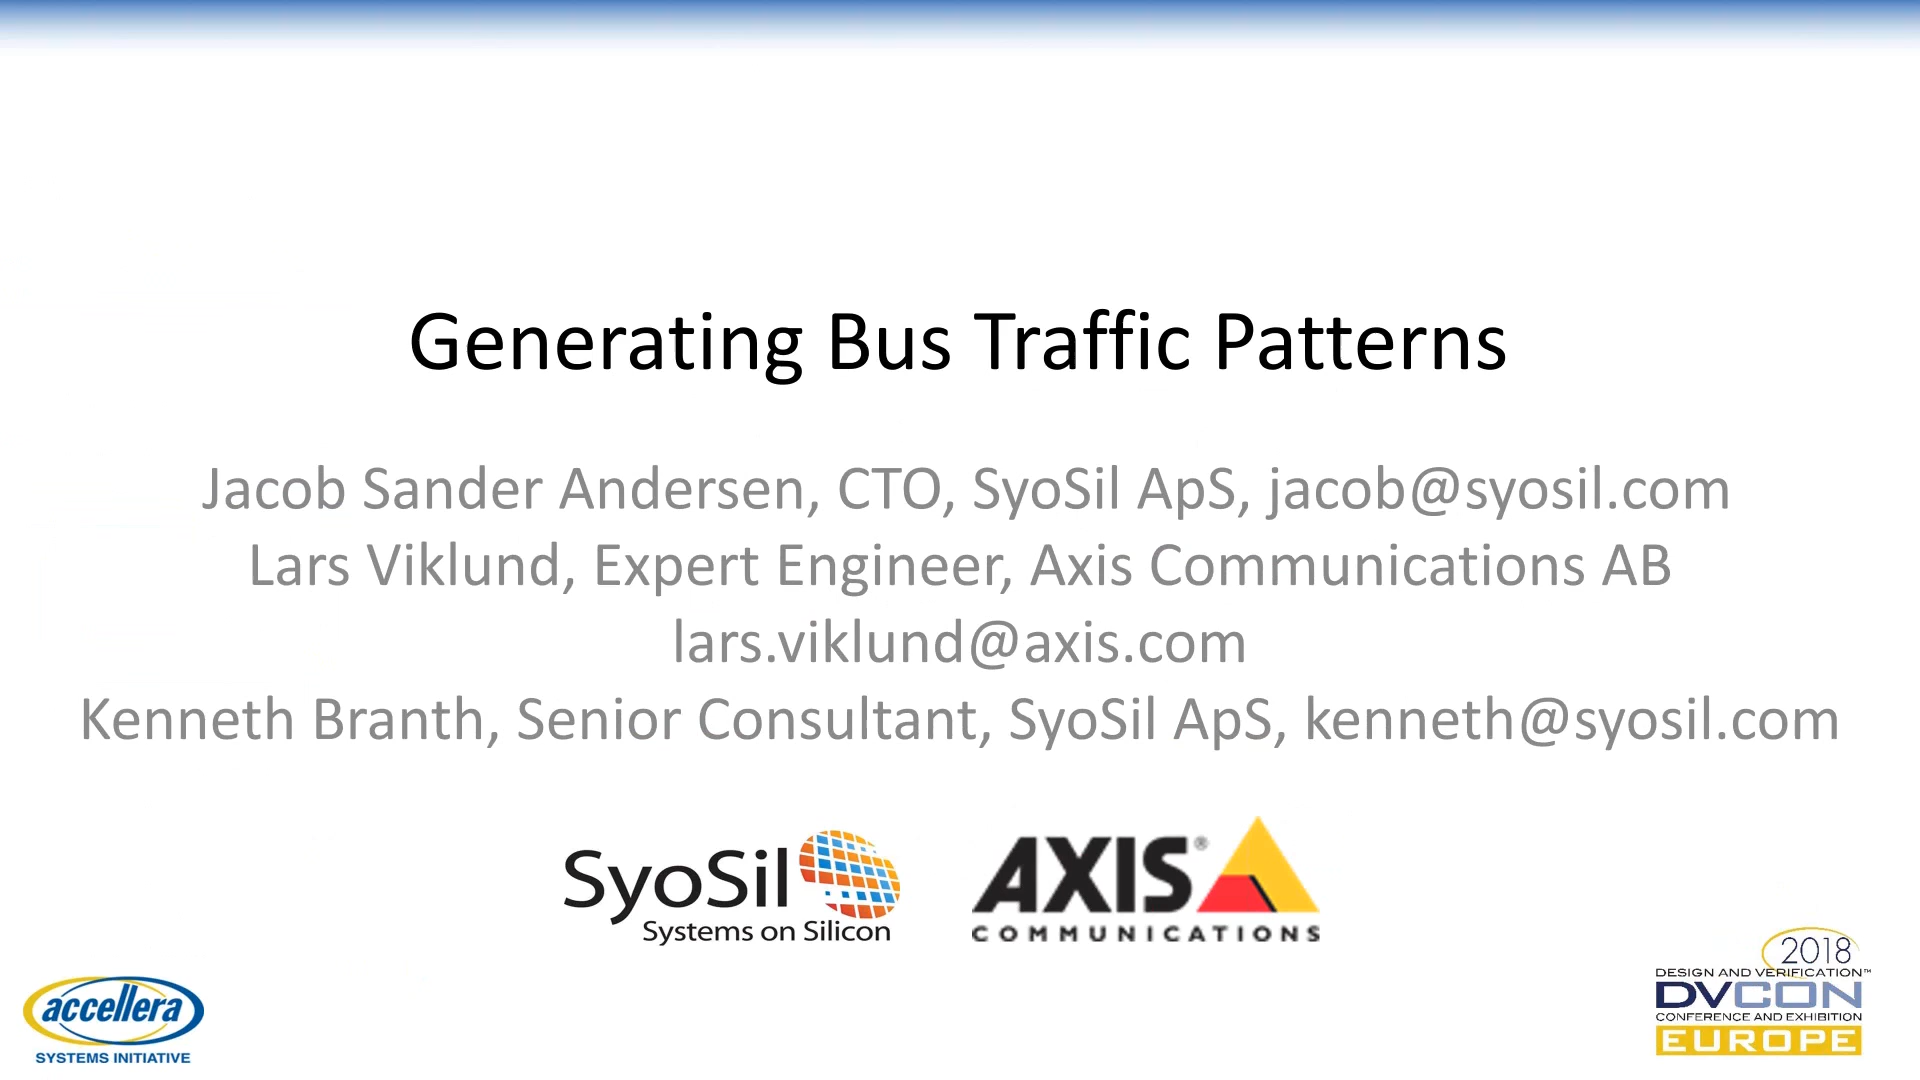 Generating Bus Traffic Patterns
Jacob Sander Andersen, CTO, SyoSil ApS, jacob@syosil.com
Lars Viklund, Expert Engineer, Axis Communications AB
lars.viklund@axis.com
Kenneth Branth, Senior Consultant, SyoSil ApS, kenneth@syosil.com
SyoSil
Systems on Silicon
AXIS®
COMMUNICATIONS
accellera
SYSTEMS INITIATIVE
2018
DESIGN AND VERIFICATION™
DVCON
CONFERENCE AND EXHIBITION
EUROPE